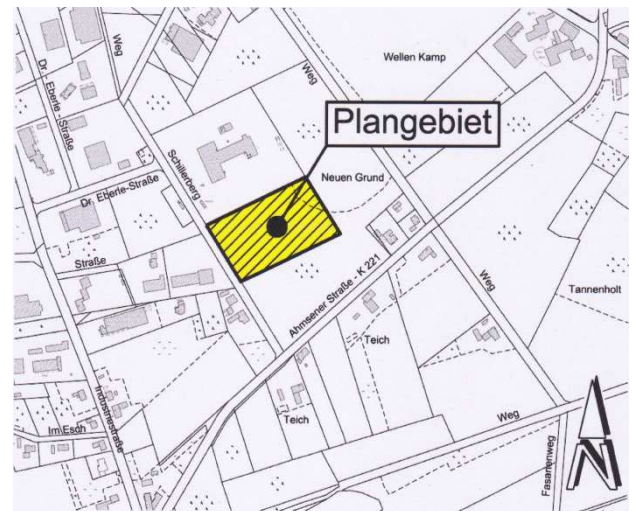 Weg
Wellen Kamp
Dr.- Eberle-Straße
Weg
Plangebiet
Schillerberg
Neuen Grund
Dr. Eberle-Straße
Straße
Ahmsener Straße - K 221
Weg
Tannenholt
Teich
Industriestraße
Teich
Weg
Im Esch
Fasanenweg
N